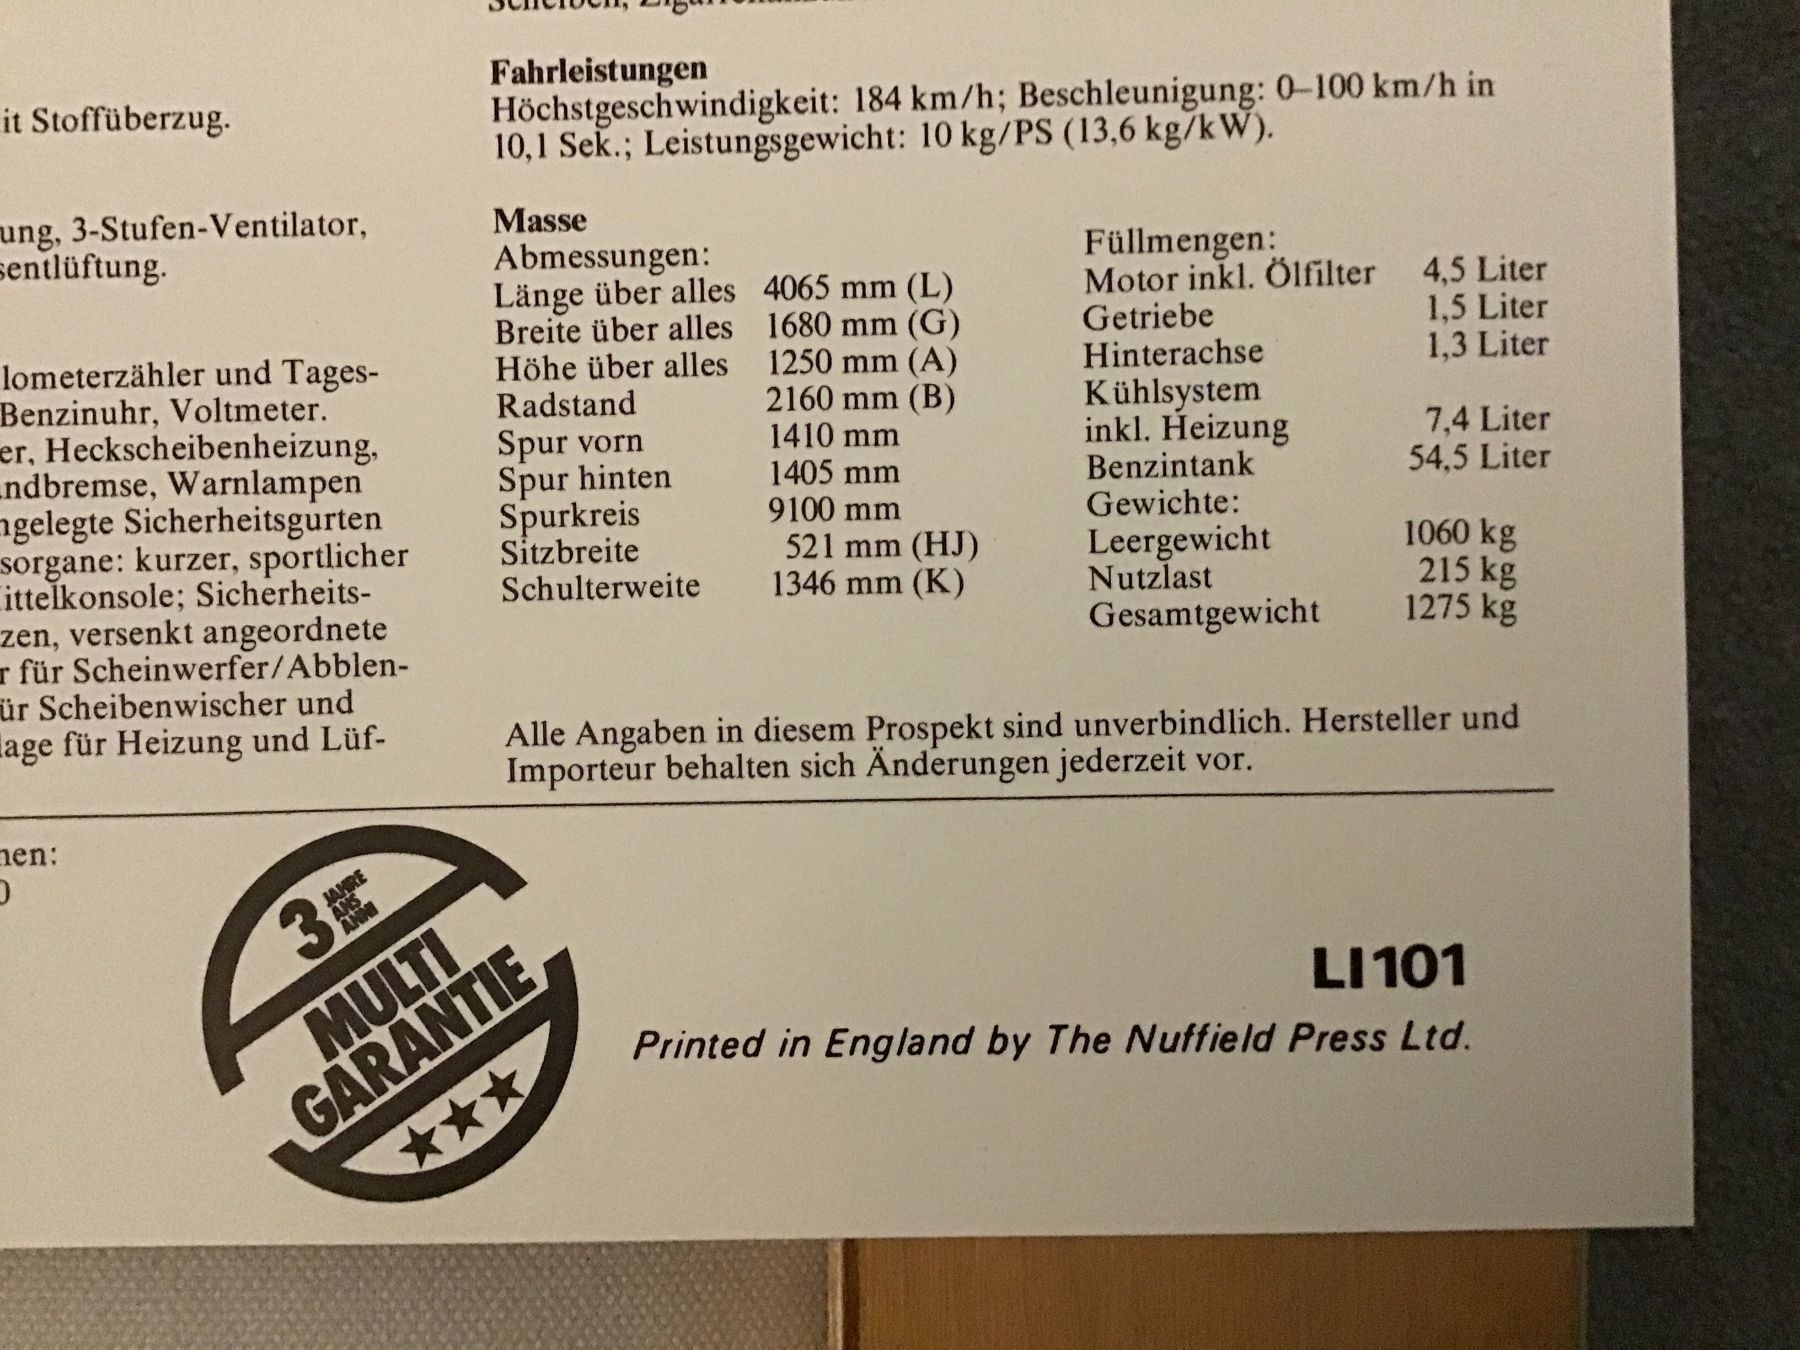 it Stoffüberzug.
ung, 3-Stufen-Ventilator,
sentlüftung.
lometerzähler und Tages-
Benzinuhr, Voltmeter.
er, Heckscheibenheizung,
andbremse, Warnlampen
ngelegte Sicherheitsgurten
sorgane: kurzer, sportlicher
ittelkonsole; Sicherheits-
zen, versenkt angeordnete
r für Scheinwerfer/Abblen-
ür Scheibenwischer und
lage für Heizung und Lüf-
Fahrleistungen
Höchstgeschwindigkeit: 184 km/h; Beschleunigung: 0–100 km/h in
10,1 Sek.; Leistungsgewicht: 10 kg/PS (13,6 kg/kW).
Masse
Abmessungen:
Länge über alles 4065 mm (L)
Breite über alles 1680 mm (G)
Höhe über alles 1250 mm (A)
Radstand 2160 mm (B)
Spur vorn 1410 mm
Spur hinten 1405 mm
Spurkreis 9100 mm
Sitzbreite 521 mm (HJ)
Schulterweite 1346 mm (K)
Füllmengen:
Motor inkl. Ölfilter 4,5 Liter
Getriebe 1,5 Liter
Hinterachse 1,3 Liter
Kühlsystem
inkl. Heizung 7,4 Liter
Benzintank 54,5 Liter
Gewichte:
Leergewicht 1060 kg
Nutzlast 215 kg
Gesamtgewicht 1275 kg
Alle Angaben in diesem Prospekt sind unverbindlich. Hersteller und
Importeur behalten sich Änderungen jederzeit vor.
nen:
0
3 JAHRE
ANS
ANNI
MULTI
GARANTIE
LI101
Printed in England by The Nuffield Press Ltd.